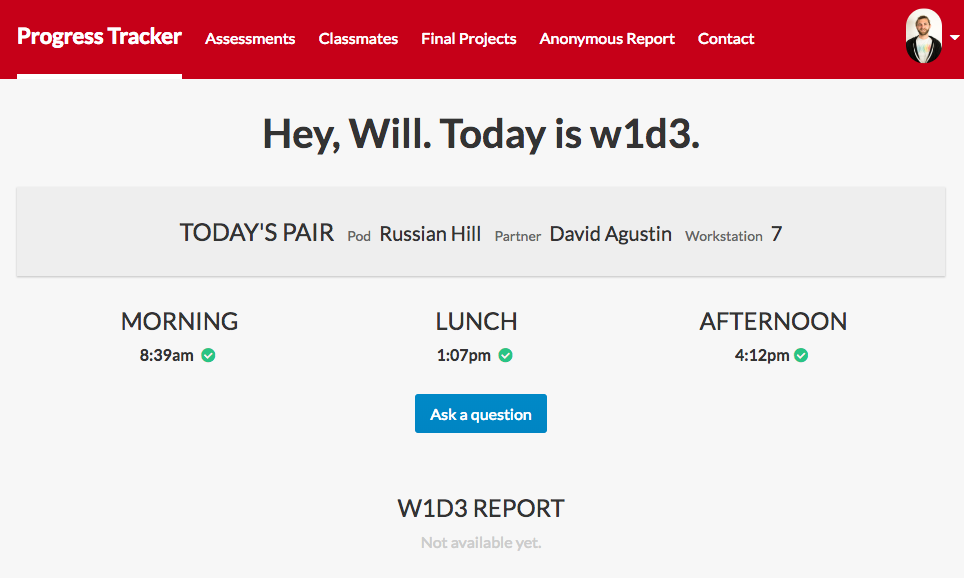 Progress Tracker Assessments Classmates Final Projects Anonymous Report Contact
Hey, Will. Today is w1d3.
TODAY'S PAIR Pod Russian Hill Partner David Agustin Workstation 7
MORNING LUNCH AFTERNOON
8:39am 1:07pm 4:12pm
Ask a question
W1D3 REPORT
Not available yet.